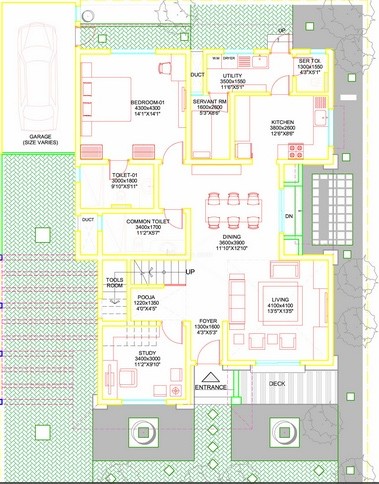 UP
W/M DRYER
SER TOI.
1300x1550
4'3"X5'1"
DUCT
UTILITY
3500x1550
11'6"X5'1"
BEDROOM-01
4300x4300
14'1"X14'1"
SERVANT RM
1600x2600
5'3"X8'6"
KITCHEN
3800x2600
12'6"X8'6"
GARAGE
(SIZE VARIES)
TOILET-01
3000x1800
9'10"X5'11"
DUCT
COMMON TOILET
3400x1700
11'2"X5'7"
DN
DINING
3600x3900
11'10"X12'10"
UP
TOOLS
ROOM
POOJA
1220x1350
4'0"X4'5"
LIVING
4100x4100
13'5"X13'5"
FOYER
1300x1600
4'3"X5'3"
STUDY
3400x3000
11'2"X9'10"
ENTRANCE
DECK